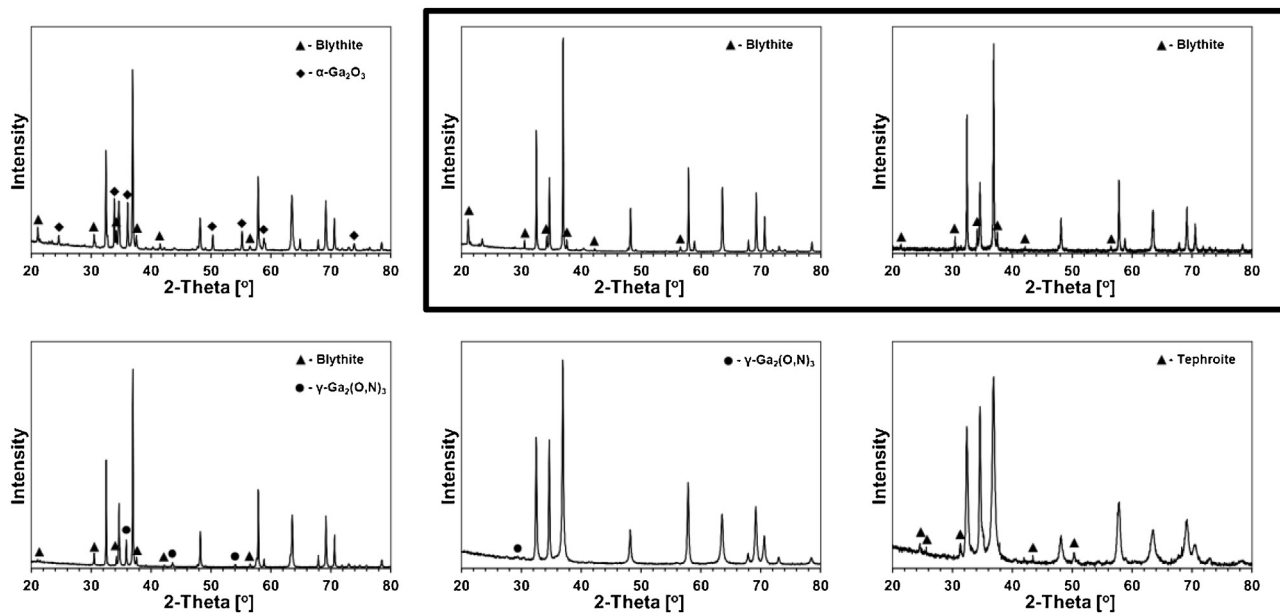 Intensity
▲ - Blythite
◆ - α-Ga₂O₃
20 30 40 50 60 70 80
2-Theta [º]
Intensity
▲ - Blythite
20 30 40 50 60 70 80
2-Theta [º]
Intensity
▲ - Blythite
20 30 40 50 60 70 80
2-Theta [º]
Intensity
▲ - Blythite
● - γ-Ga₂(O,N)₃
20 30 40 50 60 70 80
2-Theta [º]
Intensity
● - γ-Ga₂(O,N)₃
20 30 40 50 60 70 80
2-Theta [º]
Intensity
▲ - Tephroite
20 30 40 50 60 70 80
2-Theta [º]